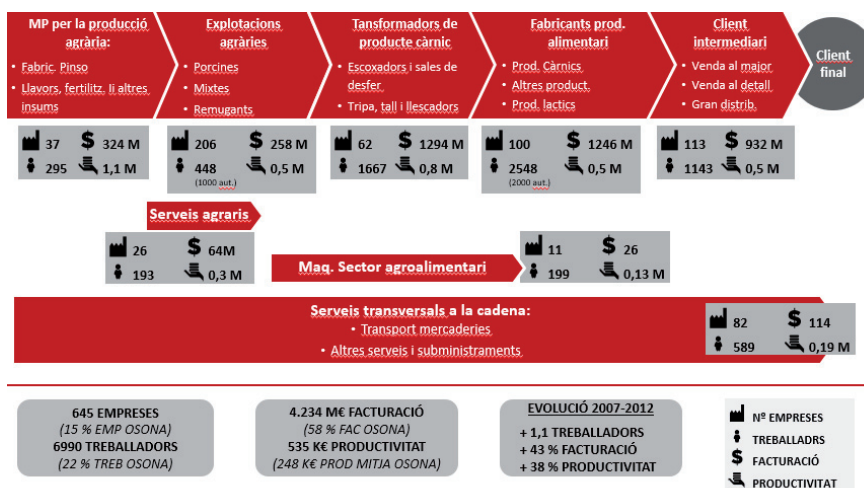 MP per la producció
agrària:
• Fabric. Pinso
• Llavors, fertilitz. Ii altres
insums
Explotacions
agràries
• Porcines
• Mixtes
• Remugants
Tansformadors de
producte càrnic
• Escoxadors i sales de
desfer.
• Tripa, tall i llescadors
Fabricants prod.
alimentari
• Prod. Càrnics
• Altres product.
• Prod. lactics
Client
intermediari
• Venda al major
• Venda al detall
• Gran distrib.
Client
final
37 $ 324 M
295 1,1 M
206 $ 258 M
448 0,5 M
(1000 aut.)
62 $ 1294 M
1667 0,8 M
100 $ 1246 M
2548 0,5 M
(2000 aut.)
113 $ 932 M
1143 0,5 M
Serveis agraris
26 $ 64M
193 0,3 M
Maq. Sector agroalimentari
11 $ 26
199 0,13 M
Serveis transversals a la cadena:
• Transport mercaderies
• Altres serveis i subministraments
82 $ 114
589 0,19 M
645 EMPRESES
(15 % EMP OSONA)
6990 TREBALLADORS
(22 % TREB OSONA)
4.234 M€ FACTURACIÓ
(58 % FAC OSONA)
535 K€ PRODUCTIVITAT
(248 K€ PROD MITJA OSONA)
EVOLUCIÓ 2007-2012
+ 1,1 TREBALLADORS
+ 43 % FACTURACIÓ
+ 38 % PRODUCTIVITAT
Nº EMPRESES
TREBALLADRS
$ FACTURACIÓ
PRODUCTIVITAT